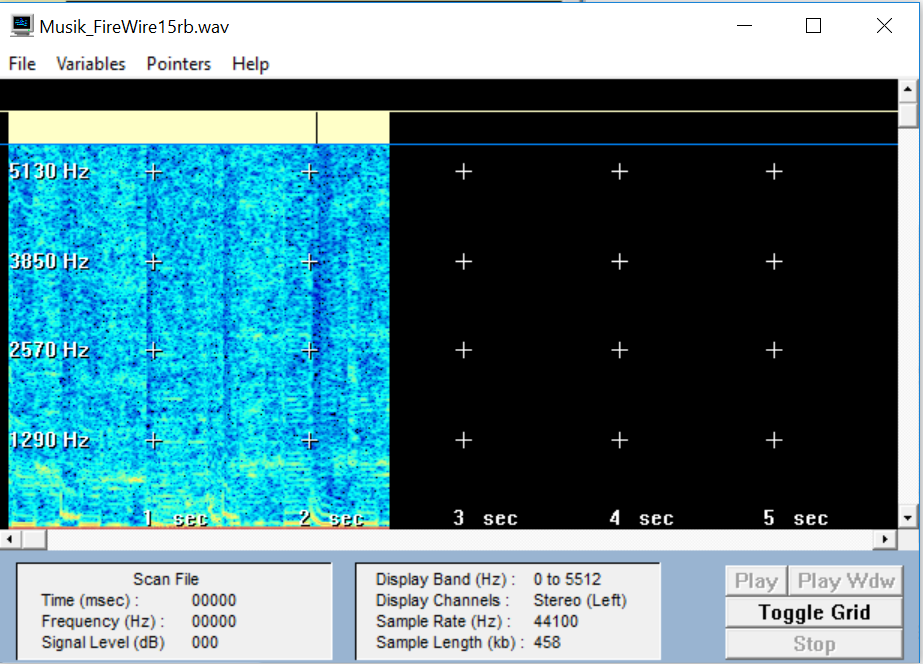 Musik_FireWire15rb.wav
File Variables Pointers Help
5130 Hz
3850 Hz
2570 Hz
1290 Hz
1 sec 2 sec 3 sec 4 sec 5 sec
Scan File
Time (msec) : 00000
Frequency (Hz) : 00000
Signal Level (dB) 000
Display Band (Hz) : 0 to 5512
Display Channels : Stereo (Left)
Sample Rate (Hz) : 44100
Sample Length (kb) : 458
Play Play Wdw
Toggle Grid
Stop